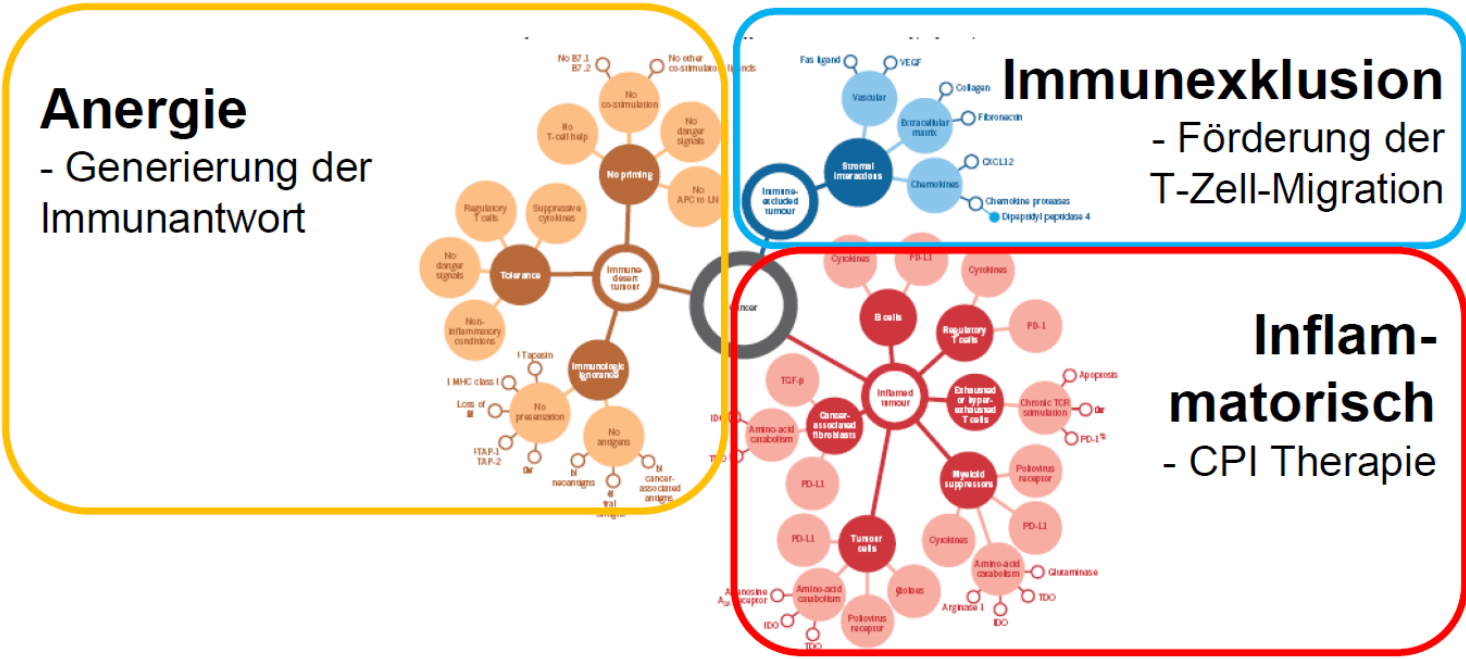 Anergie
- Generierung der
Immunantwort
No B7.1
B7.2
No other
co-stimulatory ligands
No
co-stimulation
No
T-cell help
No
danger
signals
No priming
No
APC to LN
Regulatory
T cells
Suppressive
cytokines
No
danger
signals
Tolerance
Immune-
desert
tumour
Non-
inflammatory
conditions
Immunologic
ignorance
Tapasin
MHC class I
Loss of
No
presentation
TAP-1
TAP-2
No
antigens
neoantigens
cancer-
associated
antigens
Immunexklusion
- Förderung der
T-Zell-Migration
Fas ligand
VEGF
Vascular
Collagen
Extracellular
matrix
Fibronectin
Stromal
interactions
CXCL12
Chemokines
Chemokine proteases
Dipeptidyl peptidase 4
Immune-
excluded
tumour
Inflam-
matorisch
- CPI Therapie
Cytokines
PD-L1
Cytokines
B cells
Regulatory
T cells
PD-1
TGF-β
Inflamed
tumour
Exhausted
or hyper-
exhausted
T cells
Chronic TCR
stimulation
Apoptosis
PD-1
IDO
Amino-acid
catabolism
Cancer-
associated
fibroblasts
PD-L1
Myeloid
suppressors
Poliovirus
receptor
PD-L1
Cytokines
Amino-acid
catabolism
Glutaminase
TDO
IDO
Arginase 1
PD-L1
Tumour
cells
Amino-acid
catabolism
Poliovirus
receptor
receptor
IDO
TDO